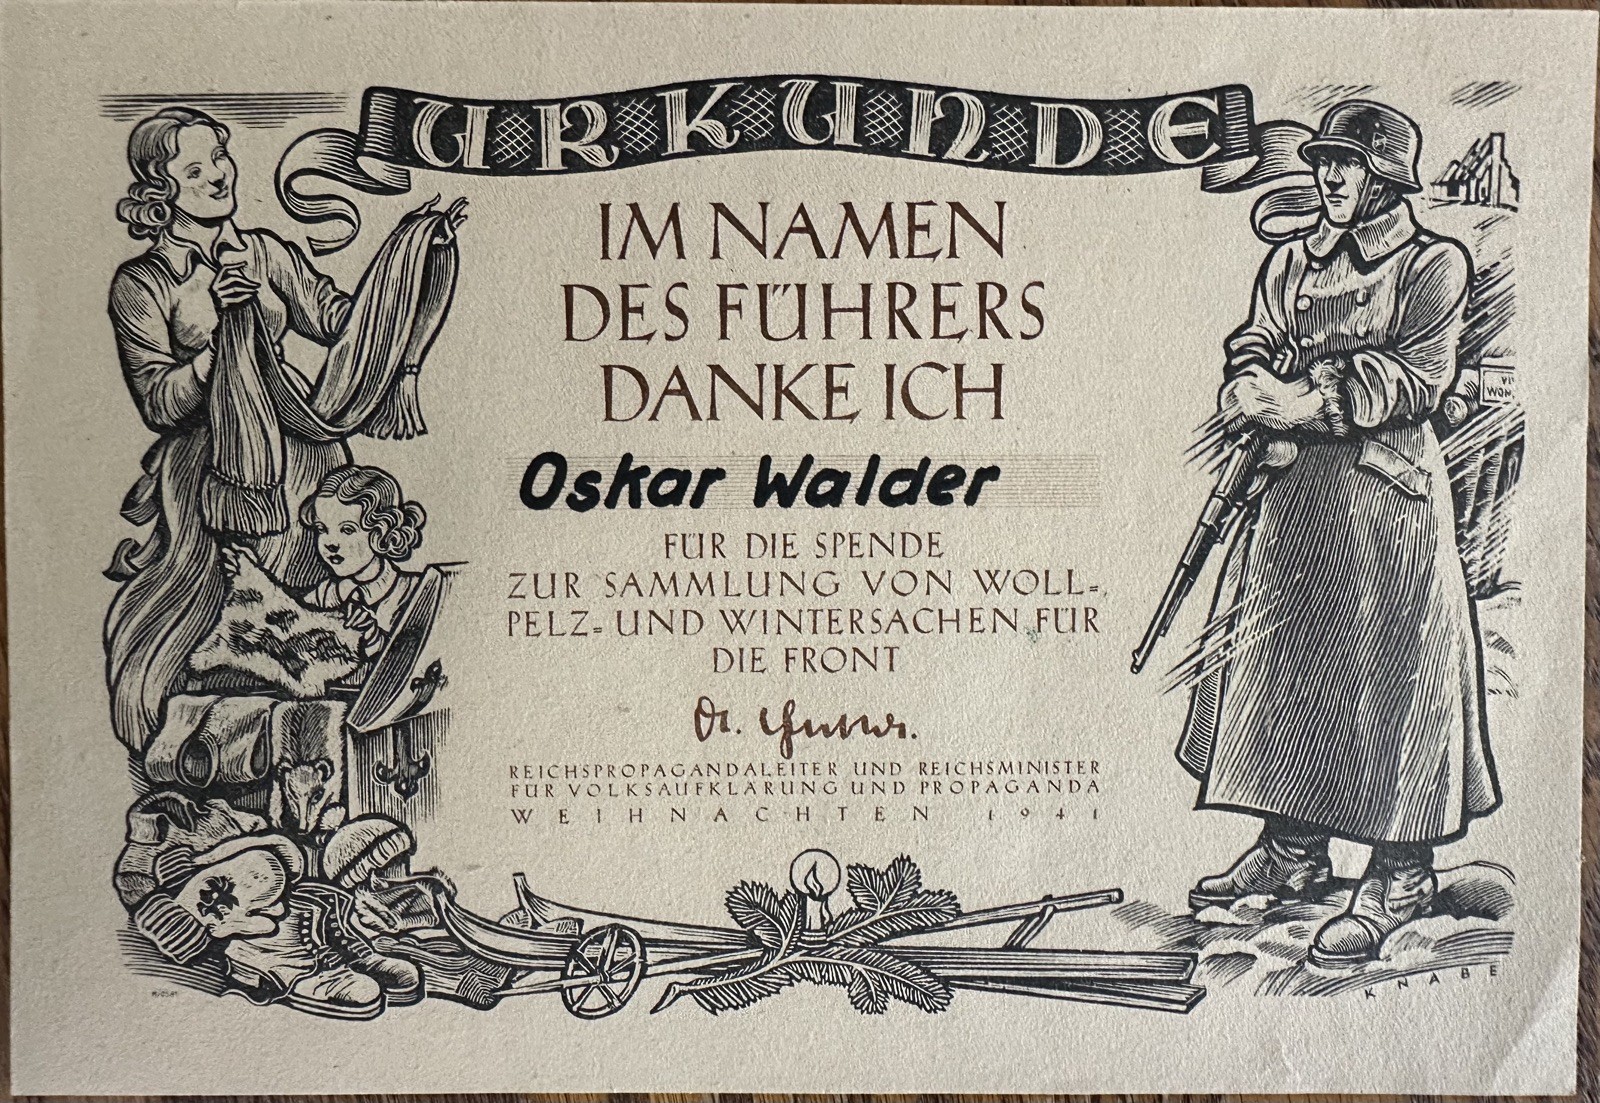 URKUNDE
IM NAMEN
DES FÜHRERS
DANKE ICH
Oskar Walder
FÜR DIE SPENDE
ZUR SAMMLUNG VON WOLL=,
PELZ= UND WINTERSACHEN FÜR
DIE FRONT
Dr. Goebbels.
REICHSPROPAGANDALEITER UND REICHSMINISTER
FÜR VOLKSAUFKLÄRUNG UND PROPAGANDA
WEIHNACHTEN 1941
WON
KNABE